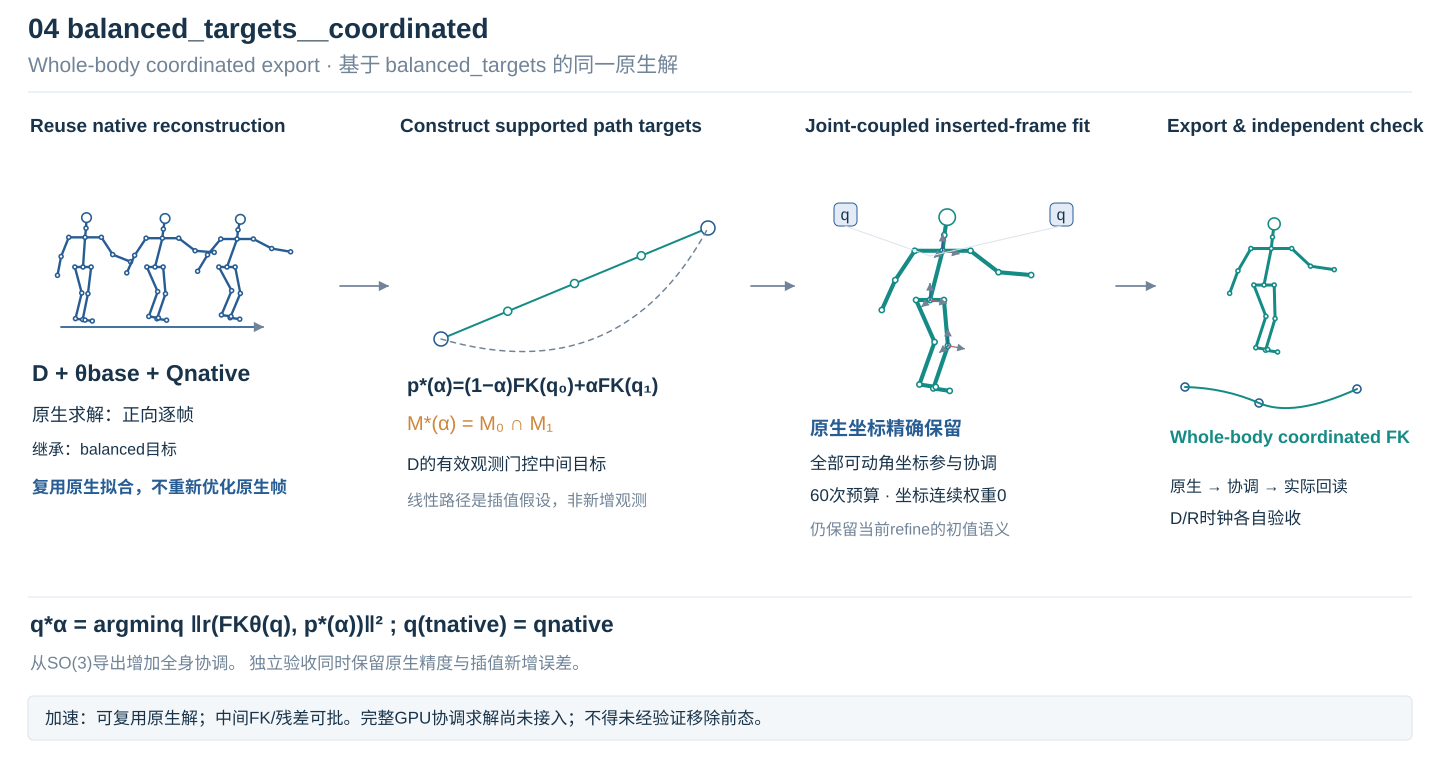 04 balanced_targets__coordinated
Whole-body coordinated export · 基于 balanced_targets 的同一原生解
Reuse native reconstruction
D + θbase + Qnative
原生求解：正向逐帧
继承：balanced目标
复用原生拟合，不重新优化原生帧
Construct supported path targets
p*(α)=(1−α)FK(q₀)+αFK(q₁)
M*(α) = M₀ ∩ M₁
D的有效观测门控中间目标
线性路径是插值假设，非新增观测
Joint-coupled inserted-frame fit
q
q
原生坐标精确保留
全部可动角坐标参与协调
60次预算 · 坐标连续权重0
仍保留当前refine的初值语义
Export & independent check
Whole-body coordinated FK
原生 → 协调 → 实际回读
D/R时钟各自验收
q*α = argminq ‖r(FKθ(q), p*(α))‖² ; q(tnative) = qnative
从SO(3)导出增加全身协调。 独立验收同时保留原生精度与插值新增误差。
加速：可复用原生解；中间FK/残差可批。完整GPU协调求解尚未接入；不得未经验证移除前态。